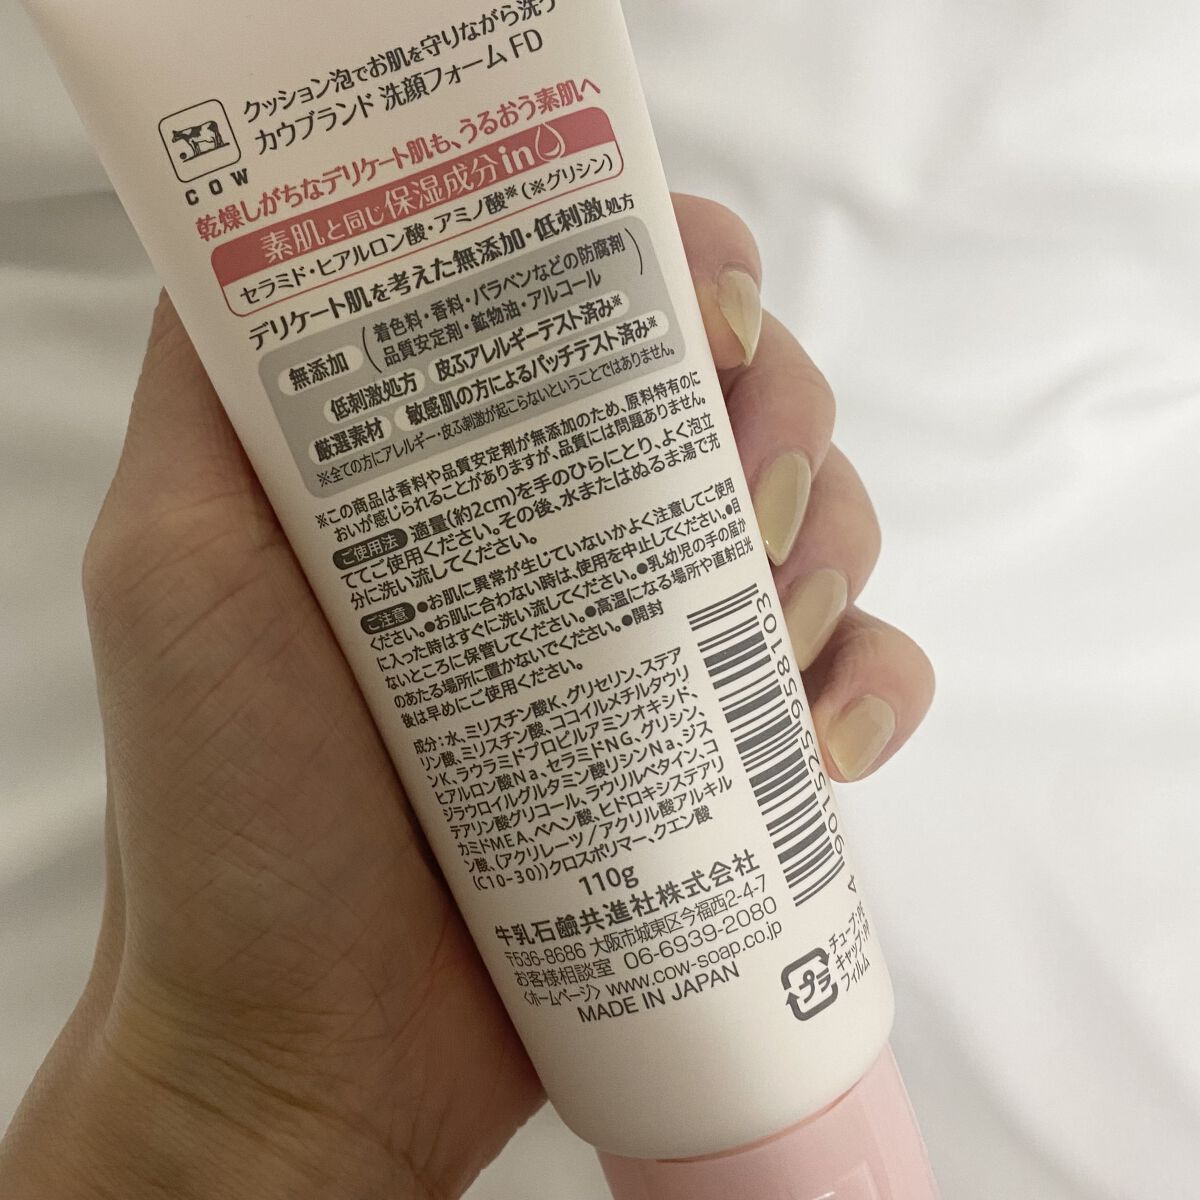 クッション泡でお肌を守りながら洗う
カウブランド 洗顔フォーム FD
COW
乾燥しがちなデリケート肌も、うるおう素肌へ
素肌と同じ保湿成分in
セラミド・ヒアルロン酸・アミノ酸※(※グリシン)
デリケート肌を考えた無添加・低刺激処方
無添加
(着色料・香料・パラベンなどの防腐剤
品質安定剤・鉱物油・アルコール)
低刺激処方 皮ふアレルギーテスト済み※
厳選素材 敏感肌の方によるパッチテスト済み※
※全ての方にアレルギー・皮ふ刺激が起こらないということではありません。
※この商品は香料や品質安定剤が無添加のため、原料特有のに
おいが感じられることがありますが、品質には問題ありません。
ご使用法 適量(約2cm)を手のひらにとり、よく泡立
ててご使用ください。その後、水またはぬるま湯で充
分に洗い流してください。
ご注意 ●お肌に異常が生じていないかよく注意してご使用
ください。●お肌に合わない時は、使用を中止してください。●目
に入った時はすぐに洗い流してください。●乳幼児の手の届か
ないところに保管してください。●高温になる場所や直射日光
のあたる場所に置かないでください。●開封
後は早めにご使用ください。
成分:水、ミリスチン酸K、グリセリン、ステア
リン酸、ミリスチン酸、ココイルメチルタウリ
ンK、ラウラミドプロピルアミンオキシド、
ヒアルロン酸Na、セラミドNG、グリシン、
ジラウロイルグルタミン酸リシンNa、ジス
テアリン酸グリコール、ラウリルベタイン、コ
カミドMEA、ベヘン酸、ヒドロキシステアリ
ン酸、(アクリレーツ/アクリル酸アルキル
(C10-30))クロスポリマー、クエン酸
110g
牛乳石鹼共進社株式会社
〒536-8686 大阪市城東区今福西2-4-7
お客様相談室 06-6939-2080
〈ホームページ〉www.cow-soap.co.jp
MADE IN JAPAN
4 901525 958103
プラ
チューブ:PE
キャップ:PP
フィルム